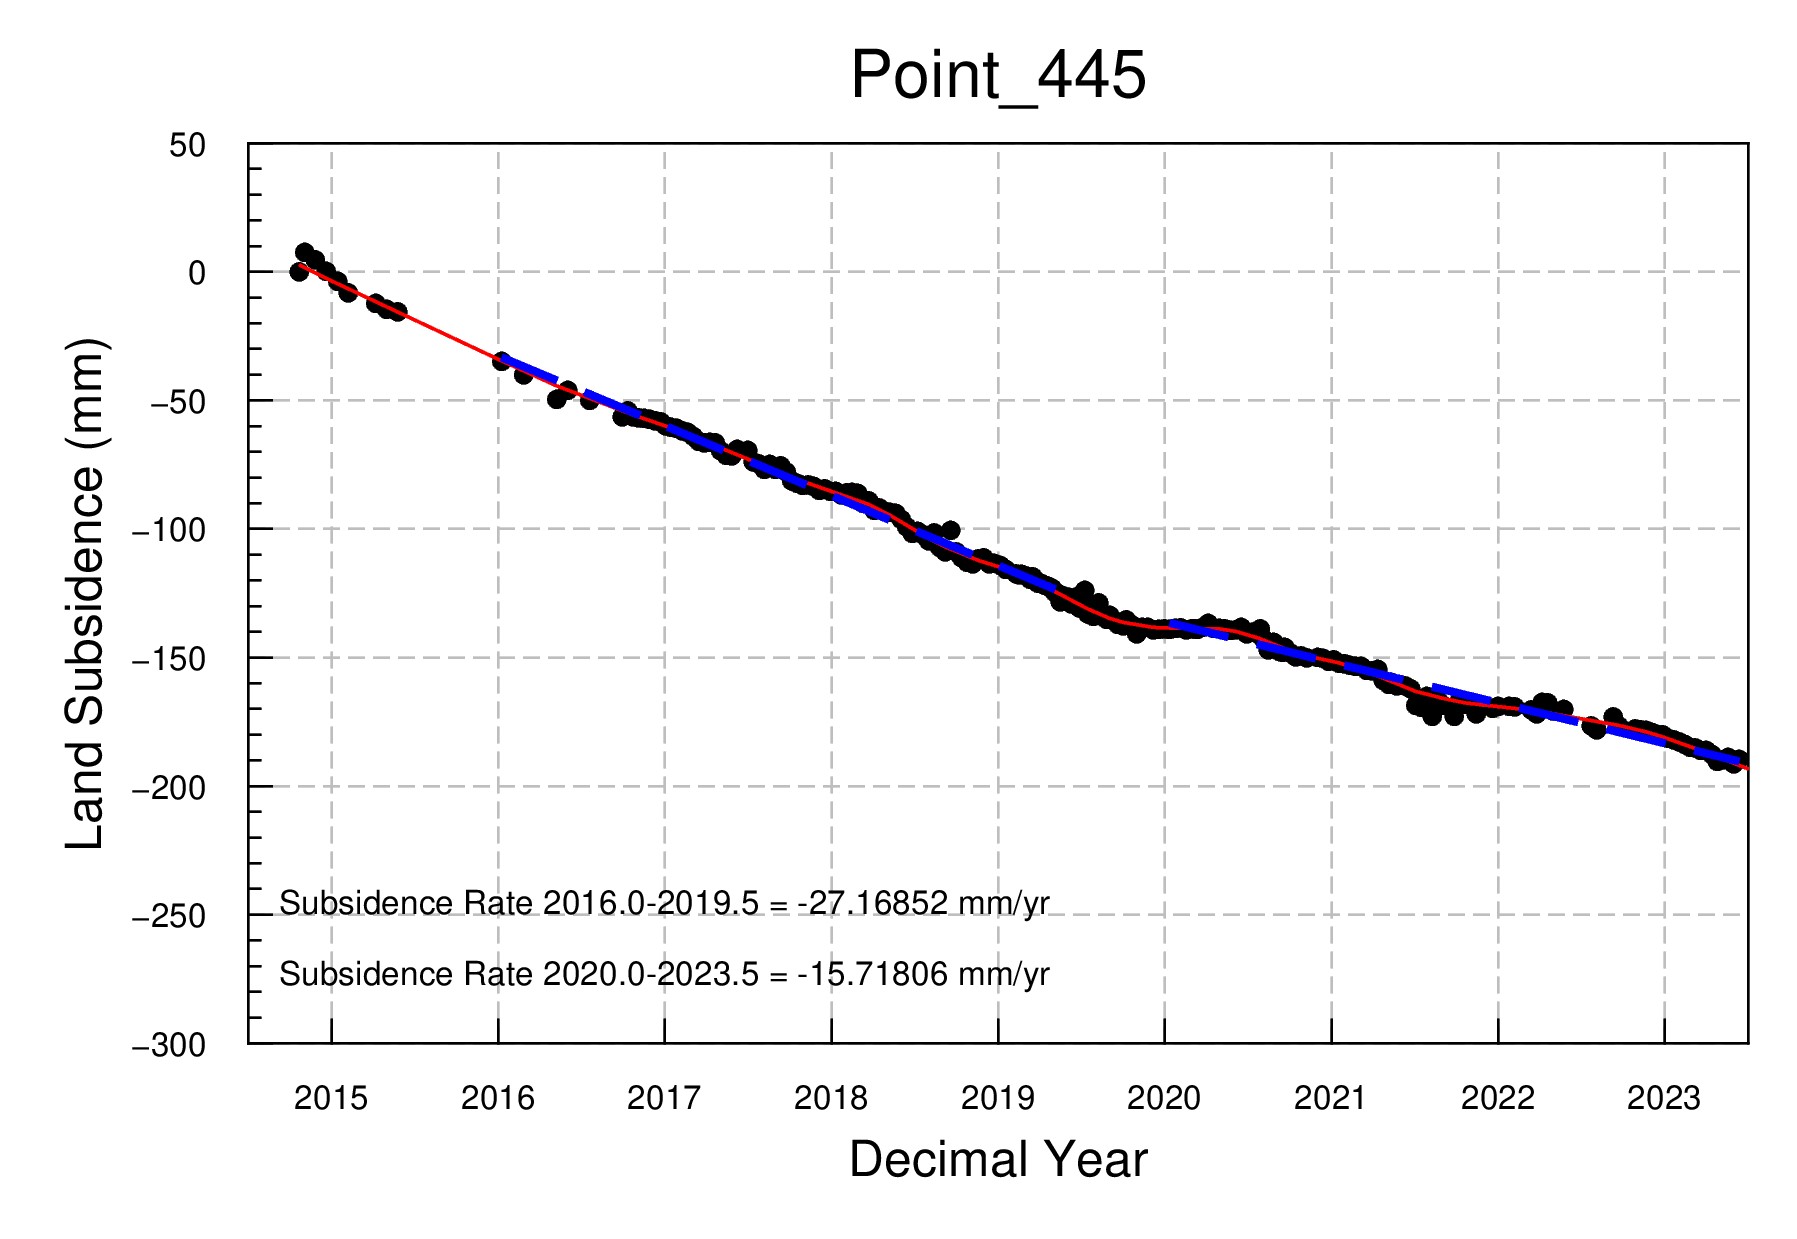 Point_445
50
0
−50
−100
−150
−200
−250
−300
Land Subsidence (mm)
Subsidence Rate 2016.0-2019.5 = -27.16852 mm/yr
Subsidence Rate 2020.0-2023.5 = -15.71806 mm/yr
2015 2016 2017 2018 2019 2020 2021 2022 2023
Decimal Year